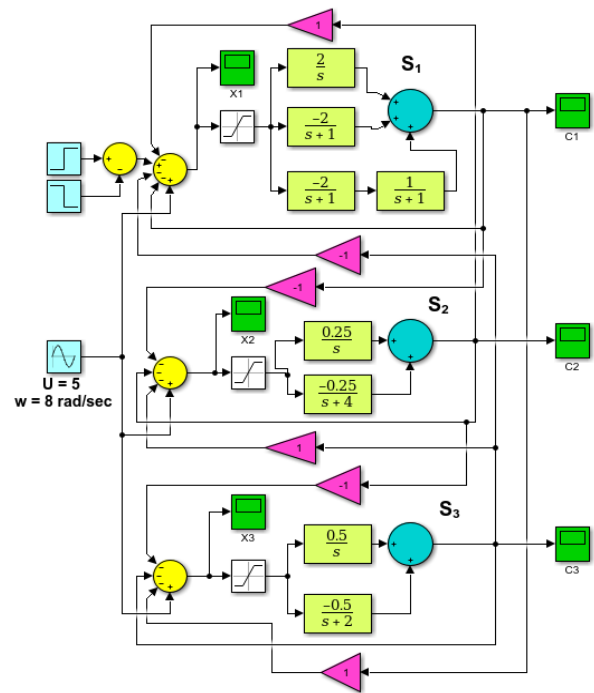 1
S₁
X1
2
s
-2
s + 1
-2
s + 1
1
s + 1
+
+
+
C1
+
-
-
-
-
+
-1
-1
S₂
X2
0.25
s
-0.25
s + 4
+
+
C2
-
-
-
+
U = 5
w = 8 rad/sec
1
-1
S₃
X3
0.5
s
-0.5
s + 2
+
+
C3
-
-
-
+
1